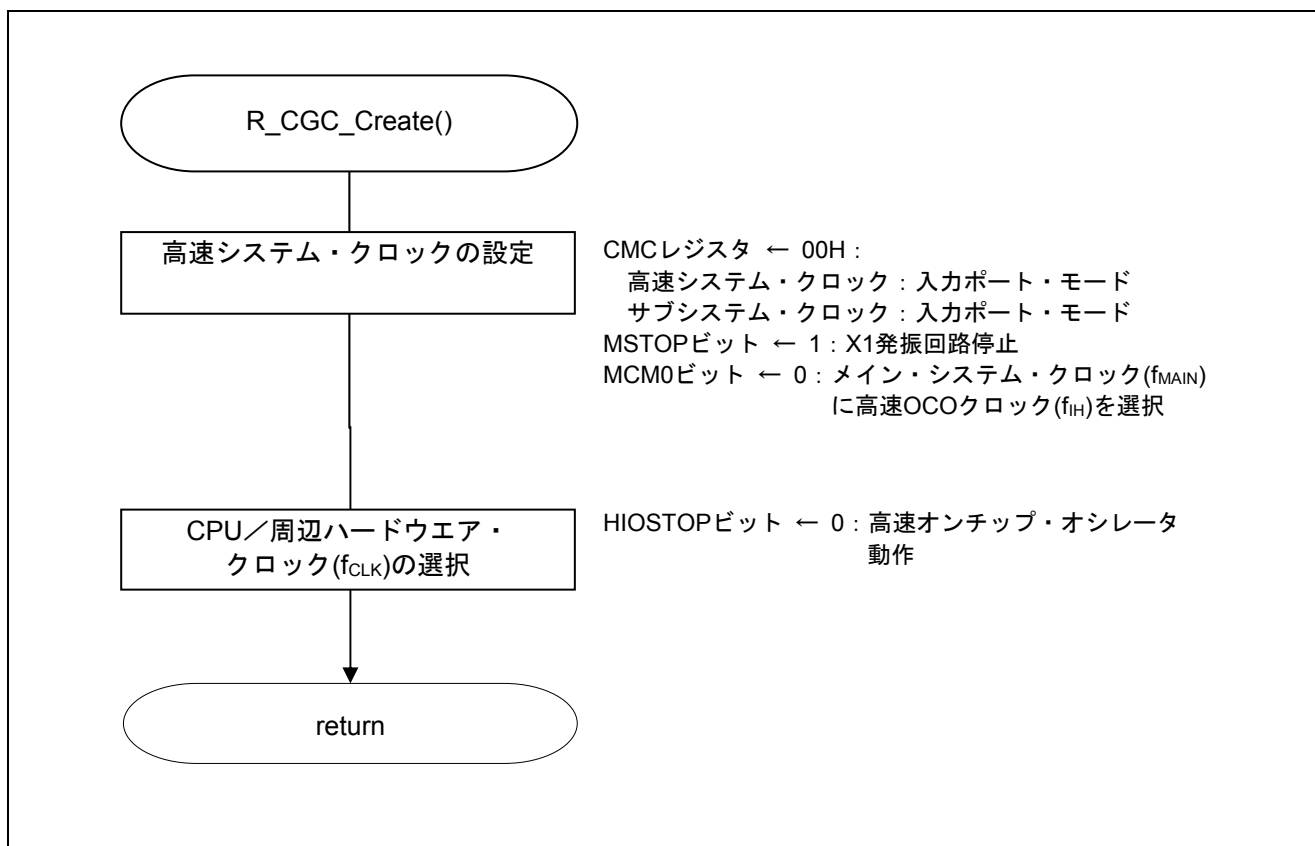 R_CGC_Create()
高速システム・クロックの設定
CMCレジスタ ← 00H：
高速システム・クロック：入力ポート・モード
サブシステム・クロック：入力ポート・モード
MSTOPビット ← 1：X1発振回路停止
MCM0ビット ← 0：メイン・システム・クロック(fMAIN)
に高速OCOクロック(fIH)を選択
CPU／周辺ハードウエア・
クロック(fCLK)の選択
HIOSTOPビット ← 0：高速オンチップ・オシレータ
動作
return